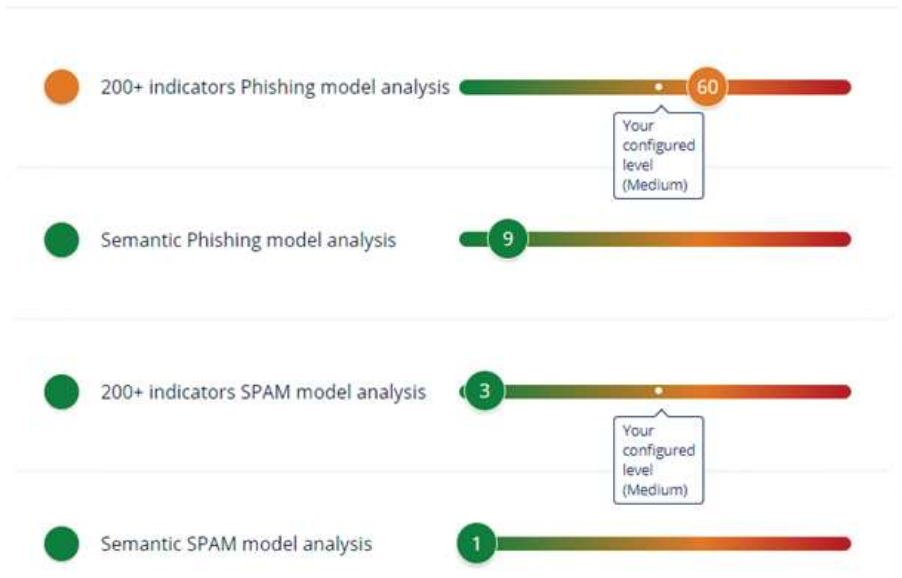 200+ indicators Phishing model analysis 60
Your
configured
level
(Medium)
Semantic Phishing model analysis 9
200+ indicators SPAM model analysis 3
Your
configured
level
(Medium)
Semantic SPAM model analysis 1